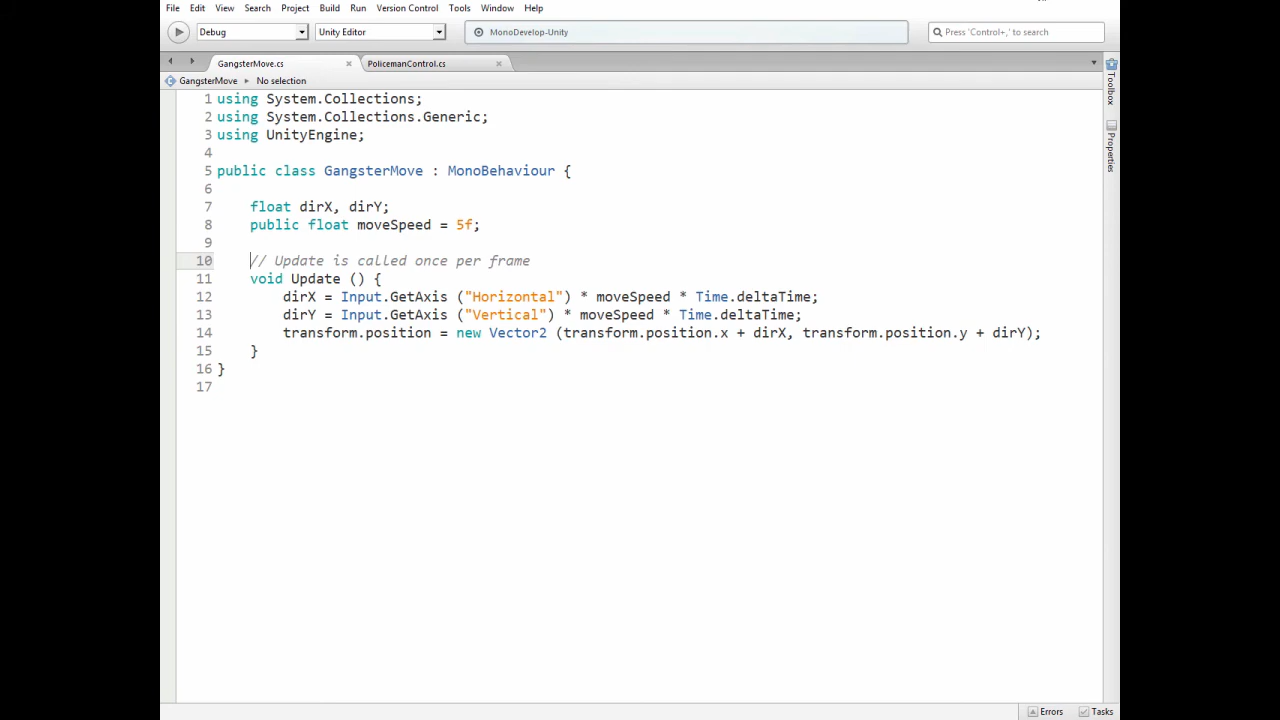 File Edit View Search Project Build Run Version Control Tools Window Help
Debug Unity Editor MonoDevelop-Unity Press 'Control+,' to search
GangsterMove.cs PolicemanControl.cs
GangsterMove No selection
Toolbox
Properties
1 using System.Collections;
2 using System.Collections.Generic;
3 using UnityEngine;
4
5 public class GangsterMove : MonoBehaviour {
6
7 float dirX, dirY;
8 public float moveSpeed = 5f;
9
10 // Update is called once per frame
11 void Update () {
12 dirX = Input.GetAxis ("Horizontal") * moveSpeed * Time.deltaTime;
13 dirY = Input.GetAxis ("Vertical") * moveSpeed * Time.deltaTime;
14 transform.position = new Vector2 (transform.position.x + dirX, transform.position.y + dirY);
15 }
16 }
17
Errors Tasks